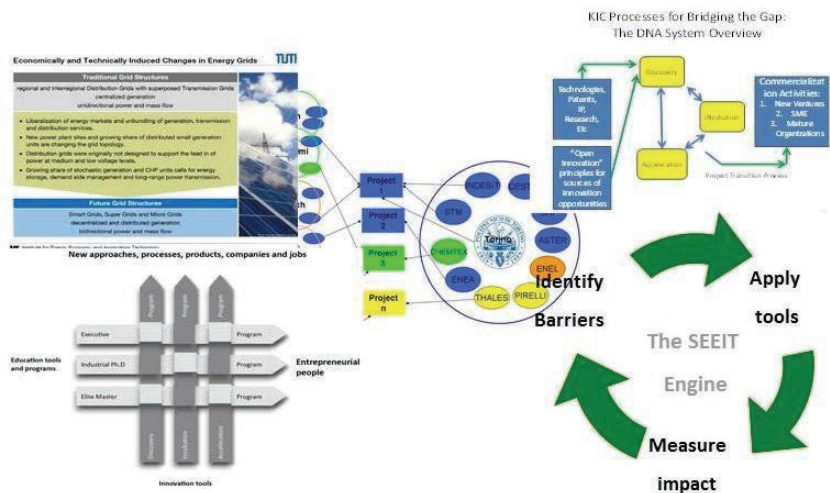 KIC Processes for Bridging the Gap:
The DNA System Overview
Economically and Technically Induced Changes in Energy Grids
TUM
Traditional Grid Structures
regional and interregional Distribution Grids with superposed Transmission Grids
centralized generation
unidirectional power and mass flow
Liberalization of energy markets and unbundling of generation, transmission
and distribution services.
New power plant sites and growing share of distributed small generation
units are changing the grid topology.
Distribution grids were originally not designed to support the feed in of
power at medium and low voltage levels.
Growing share of stochastic generation and CHP units calls for energy
storage, demand side management and long-range power transmission.
Future Grid Structures
Smart Grids, Super Grids and Micro Grids
decentralized and distributed generation
bidirectional power and mass flow
Project
1
Project
2
Project
3
Project
n
INDESIT
STM
CHEMTEX
ENEA
THALES
PIRELLI
ENEL
ASTER
Torino
Technologies,
Patents,
IP,
Research,
Etc
"Open
Innovation"
principles for
sources of
innovation
opportunities
Discovery
INcubation
Acceleration
Commercializat
ion Activities:
1. New Ventures
2. SME
3. Mature
Organizations
Project Transition Process
New approaches, processes, products, companies and jobs
Program
Program
Program
Executive
Program
Education tools
and programs
Industrial Ph.D
Program
Entrepreneurial
people
Elite Master
Program
Discovery
Incubation
Acceleration
Innovation tools
Identify
Barriers
Apply
tools
The SEEIT
Engine
Measure
impact